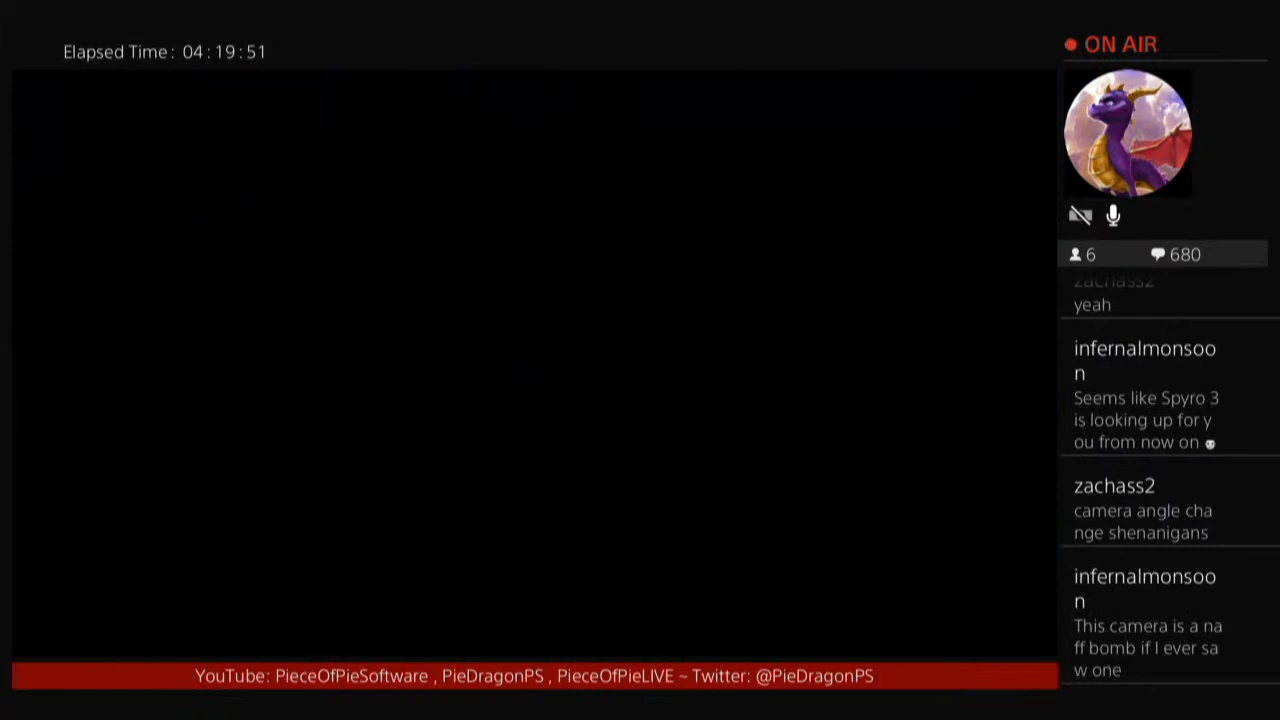 Elapsed Time: 04:19:51
ON AIR
6 680
zachass2
yeah
infernalmonsoo
n
Seems like Spyro 3
is looking up for y
ou from now on
zachass2
camera angle cha
nge shenanigans
infernalmonsoo
n
This camera is a na
ff bomb if I ever sa
w one
YouTube: PieceOfPieSoftware , PieDragonPS , PieceOfPieLIVE ~ Twitter: @PieDragonPS